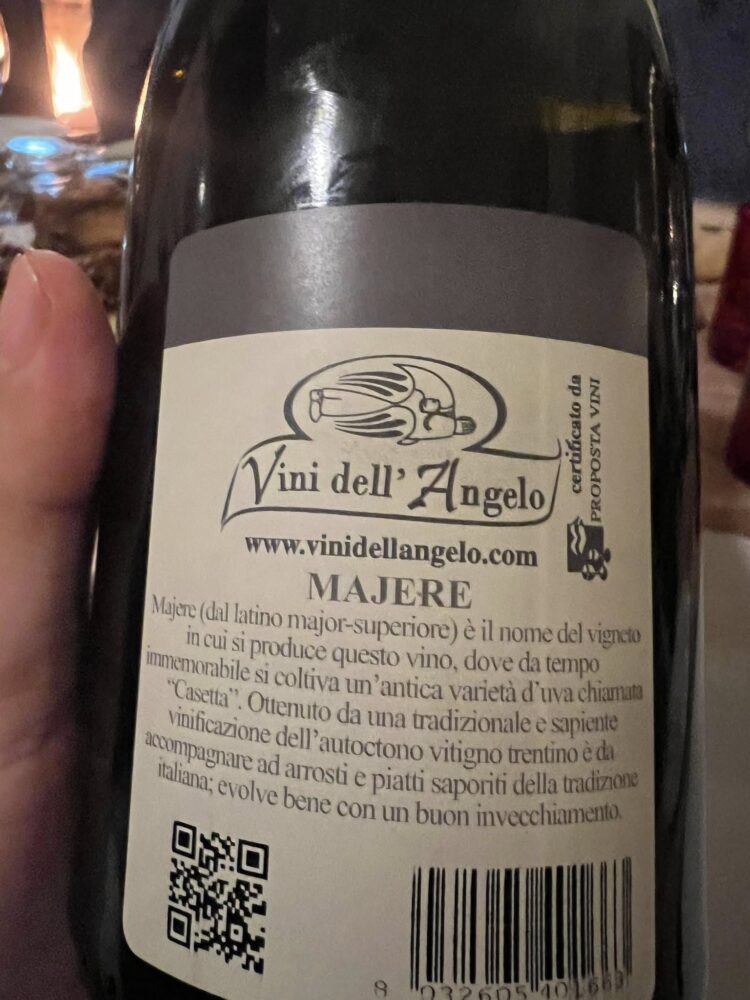 Vini dell' Angelo
certificato da
PROPOSTA VINI
www.vinidellangelo.com
MAJERE
Majere (dal latino major-superiore) è il nome del vigneto
in cui si produce questo vino, dove da tempo
immemorabile si coltiva un'antica varietà d'uva chiamata
"Casetta". Ottenuto da una tradizionale e sapiente
vinificazione dell'autoctono vitigno trentino è da
accompagnare ad arrosti e piatti saporiti della tradizione
italiana; evolve bene con un buon invecchiamento.